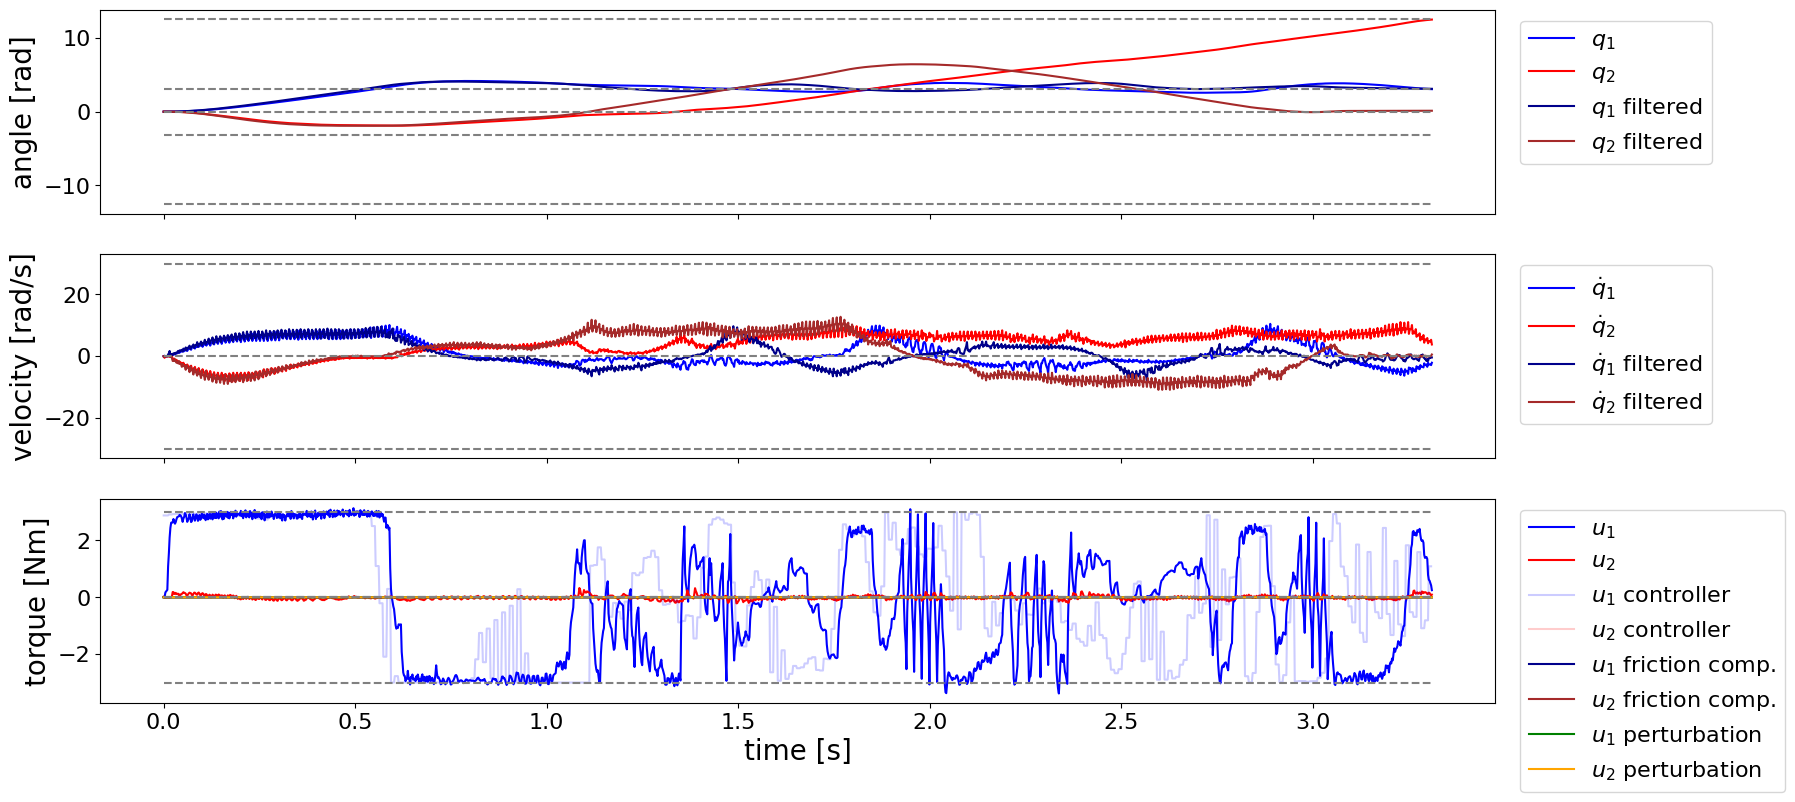 angle [rad]
10
0
−10
q₁
q₂
q₁ filtered
q₂ filtered
velocity [rad/s]
20
0
−20
q̇₁
q̇₂
q̇₁ filtered
q̇₂ filtered
torque [Nm]
2
0
−2
0.0 0.5 1.0 1.5 2.0 2.5 3.0
time [s]
u₁
u₂
u₁ controller
u₂ controller
u₁ friction comp.
u₂ friction comp.
u₁ perturbation
u₂ perturbation